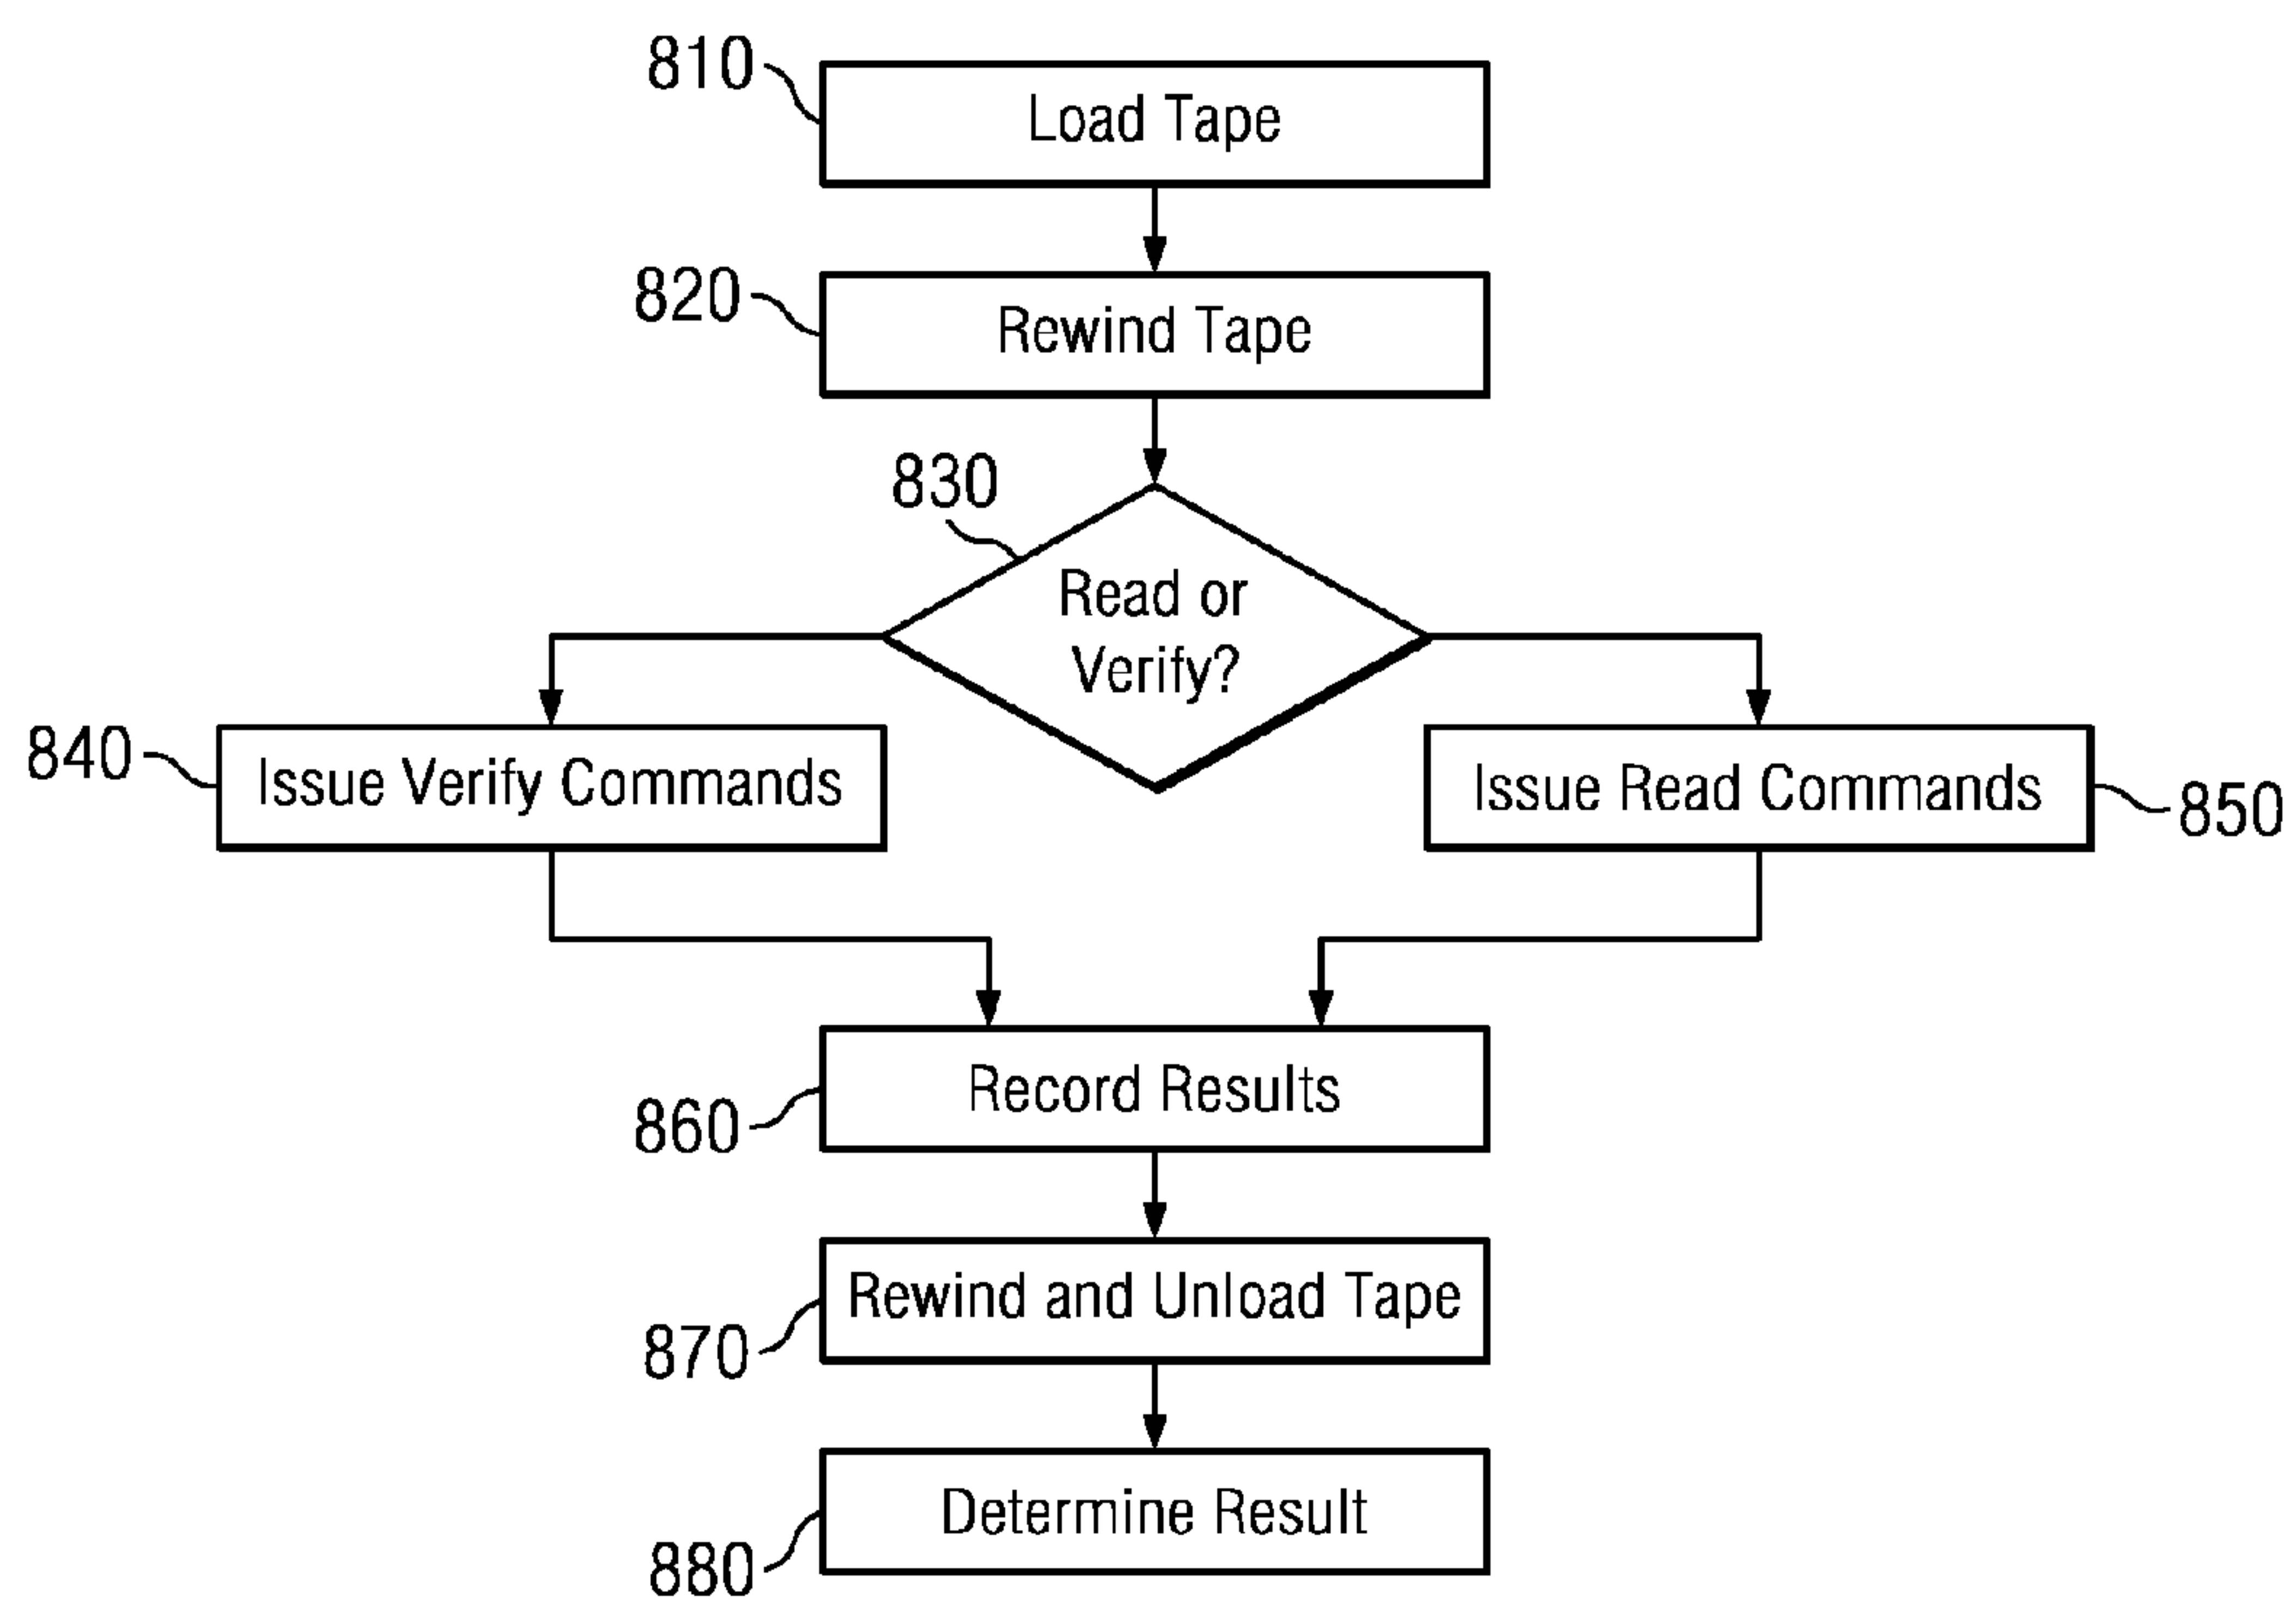 810
Load Tape
820
Rewind Tape
830
Read or
Verify?
840
Issue Verify Commands
Issue Read Commands
850
Record Results
860
Rewind and Unload Tape
870
Determine Result
880